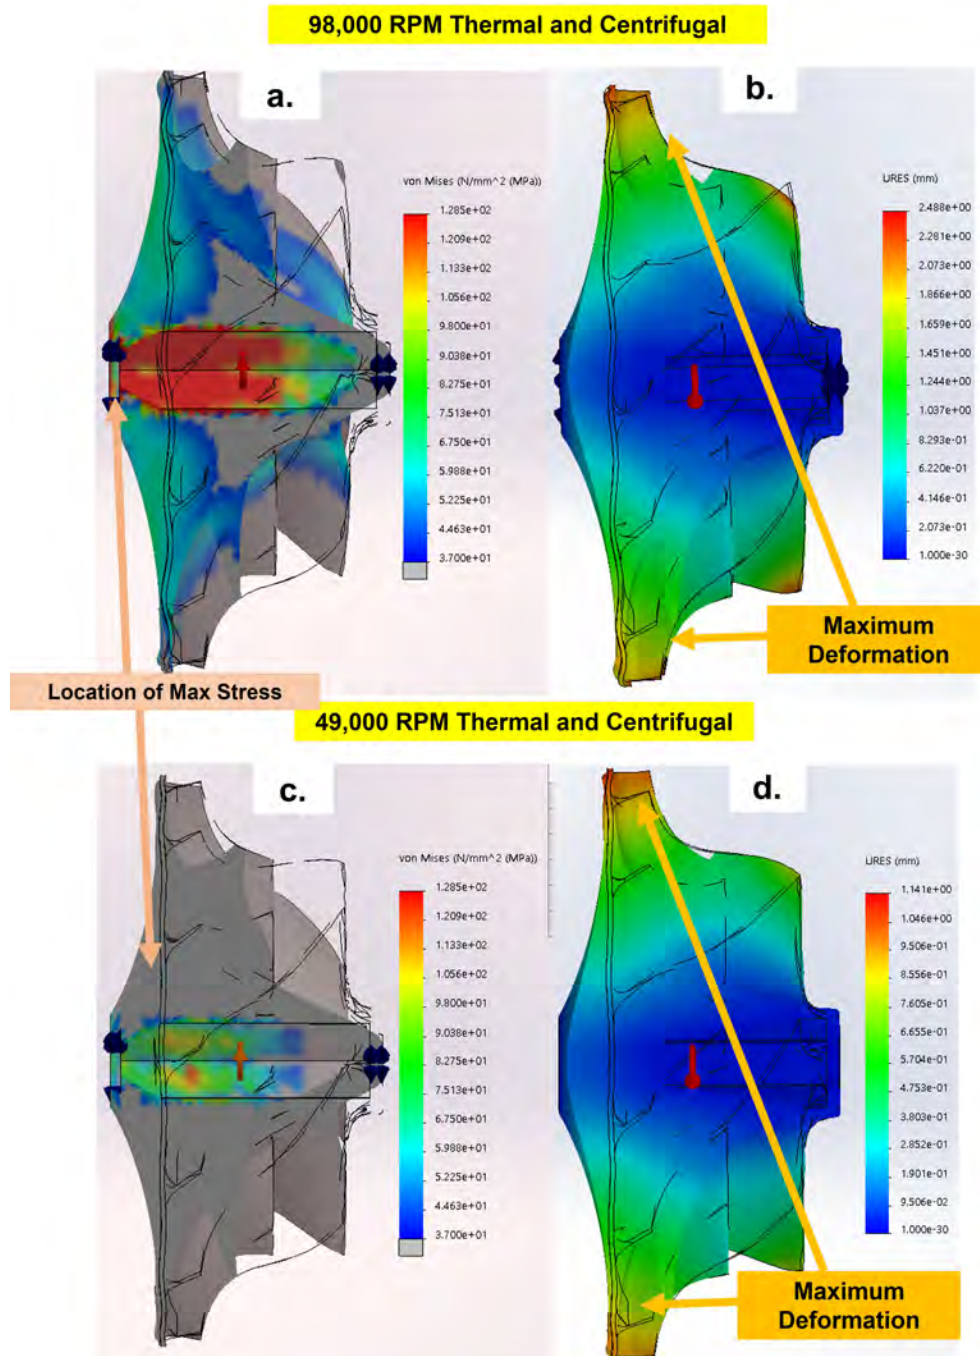 98,000 RPM Thermal and Centrifugal
a.
b.
von Mises (N/mm^2 (MPa))
1.285e+02
1.209e+02
1.133e+02
1.056e+02
9.800e+01
9.038e+01
8.275e+01
7.513e+01
6.750e+01
5.988e+01
5.225e+01
4.463e+01
3.700e+01
URES (mm)
2.488e+00
2.281e+00
2.073e+00
1.866e+00
1.659e+00
1.451e+00
1.244e+00
1.037e+00
8.293e-01
6.220e-01
4.146e-01
2.073e-01
1.000e-30
Maximum
Deformation
Location of Max Stress
49,000 RPM Thermal and Centrifugal
c.
d.
von Mises (N/mm^2 (MPa))
1.285e+02
1.209e+02
1.133e+02
1.056e+02
9.800e+01
9.038e+01
8.275e+01
7.513e+01
6.750e+01
5.988e+01
5.225e+01
4.463e+01
3.700e+01
URES (mm)
1.141e+00
1.046e+00
9.506e-01
8.556e-01
7.605e-01
6.655e-01
5.704e-01
4.753e-01
3.803e-01
2.852e-01
1.901e-01
9.506e-02
1.000e-30
Maximum
Deformation